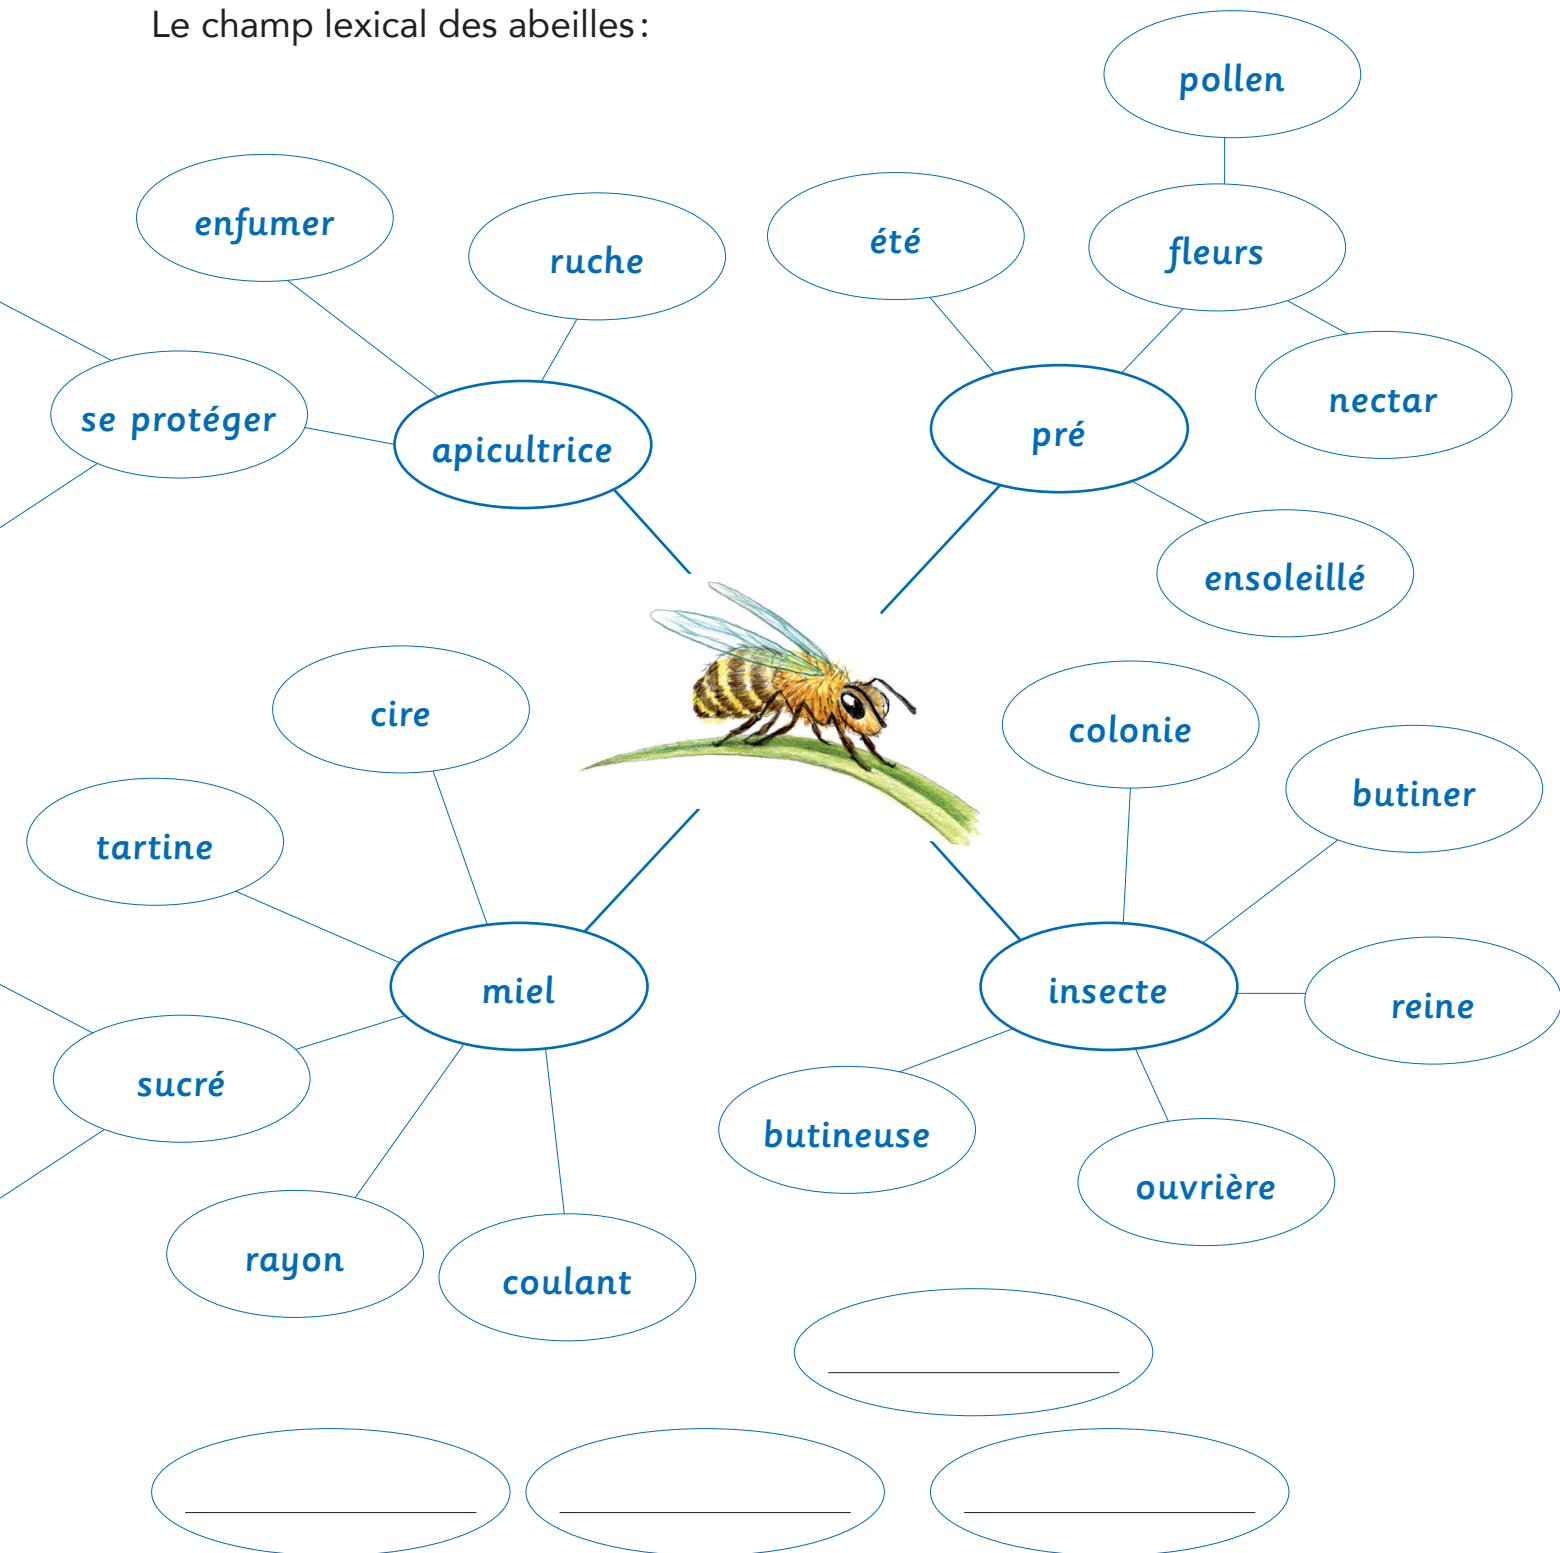 Le champ lexical des abeilles :
pollen
enfumer
ruche
été
fleurs
se protéger
apicultrice
pré
nectar
ensoleillé
cire
colonie
tartine
butiner
miel
insecte
reine
sucré
butineuse
ouvrière
rayon
coulant